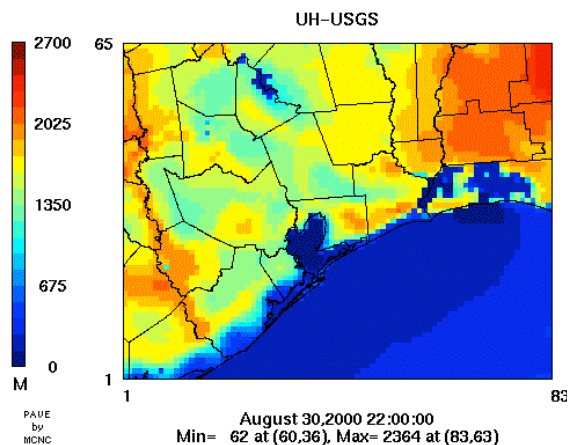 UH-USGS
2700
2025
1350
675
0
M
65
1
1
83
PAVE
by
MCNC
August 30,2000 22:00:00
Min= 62 at (60,36), Max= 2364 at (83,63)